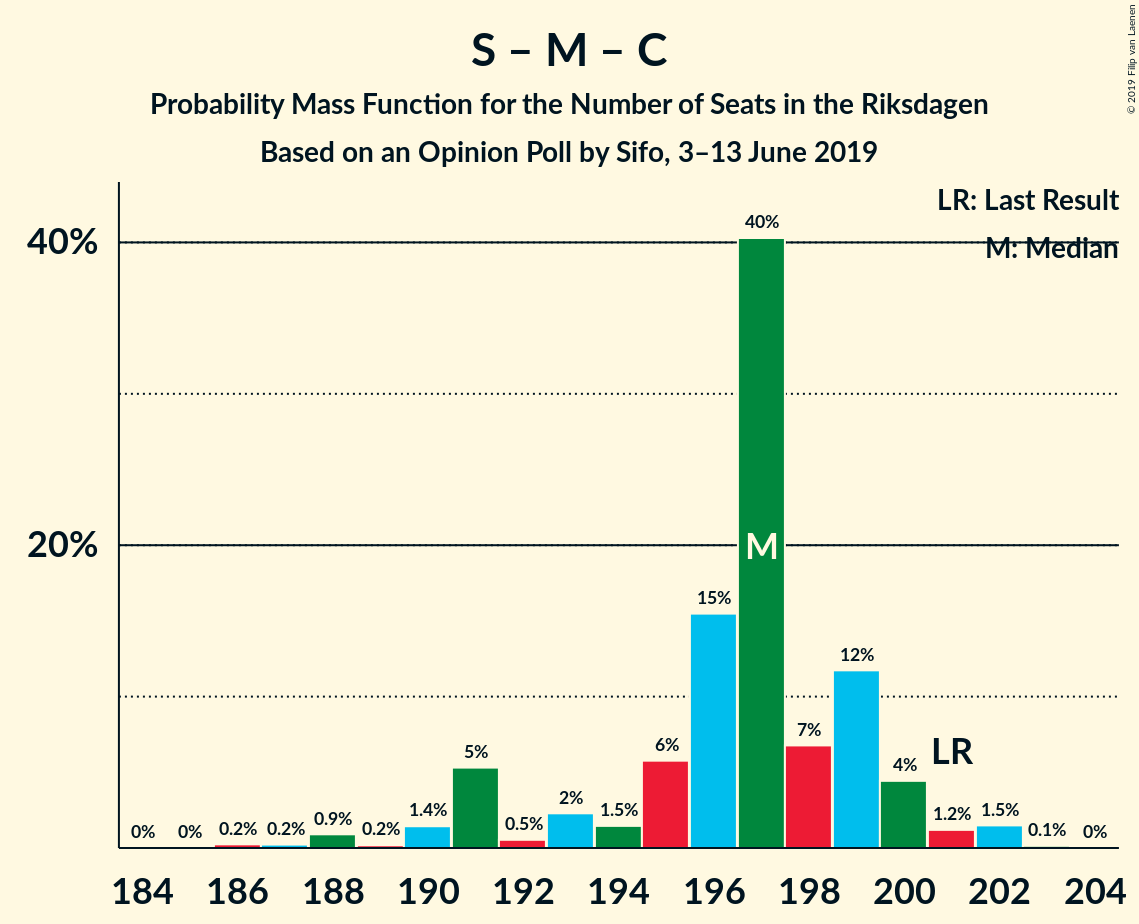 S – M – C
Probability Mass Function for the Number of Seats in the Riksdagen
Based on an Opinion Poll by Sifo, 3–13 June 2019
© 2019 Filip van Laenen
LR: Last Result
M: Median
40%
20%
0%
0%
0.2%
0.2%
0.9%
0.2%
1.4%
5%
0.5%
2%
1.5%
6%
15%
40%
M
7%
12%
4%
LR
1.2%
1.5%
0.1%
0%
184 186 188 190 192 194 196 198 200 202 204